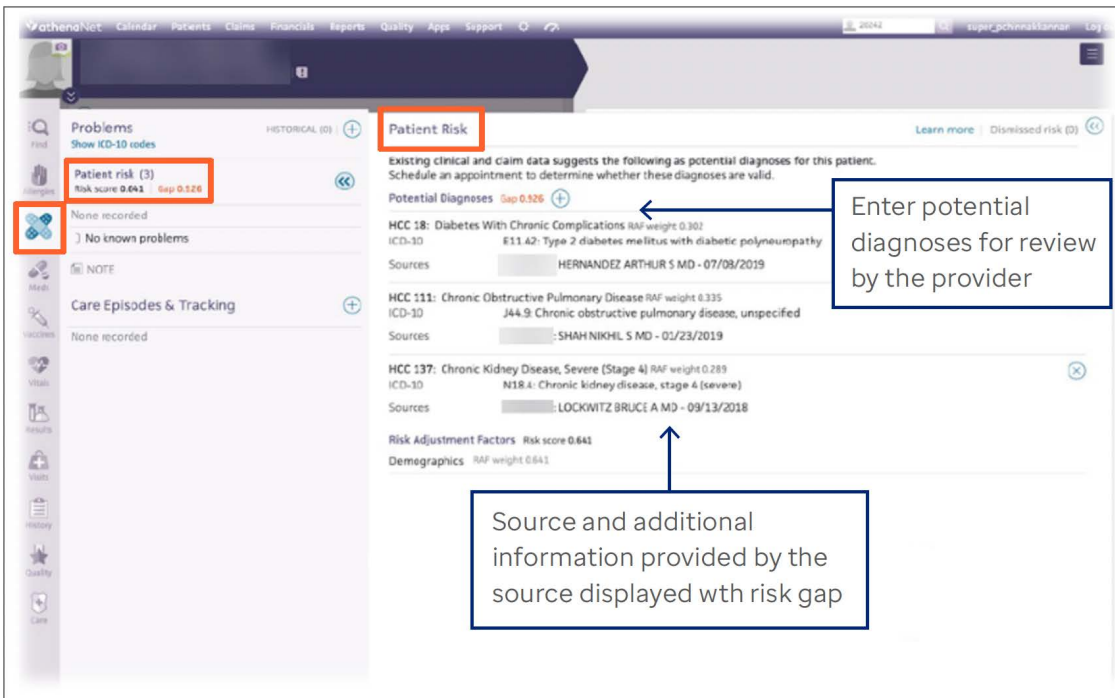 athenaNet Calendar Patients Claims Financials Reports Quality Apps Support 20242 super_pchinnakkannan Log
Find
Allergies
Meds
Vaccines
Vitals
Results
Visits
History
Quality
Care
Problems HISTORICAL (0)
Show ICD-10 codes
Patient risk (3)
Risk score 0.641 Gap 0.926
None recorded
No known problems
NOTE
Care Episodes & Tracking
None recorded
Patient Risk Learn more Dismissed risk (0)
Existing clinical and claim data suggests the following as potential diagnoses for this patient.
Schedule an appointment to determine whether these diagnoses are valid.
Potential Diagnoses Gap 0.926
HCC 18: Diabetes With Chronic Complications RAF weight 0.302
ICD-10 E11.42: Type 2 diabetes mellitus with diabetic polyneuropathy
Sources HERNANDEZ ARTHUR S MD - 07/08/2019
HCC 111: Chronic Obstructive Pulmonary Disease RAF weight 0.335
ICD-10 J44.9: Chronic obstructive pulmonary disease, unspecified
Sources : SHAH NIKHIL S MD - 01/23/2019
HCC 137: Chronic Kidney Disease, Severe (Stage 4) RAF weight 0.289
ICD-10 N18.4: Chronic kidney disease, stage 4 (severe)
Sources : LOCKWITZ BRUCE A MD - 09/13/2018
Risk Adjustment Factors Risk score 0.641
Demographics RAF weight 0.641
Enter potential
diagnoses for review
by the provider
Source and additional
information provided by the
source displayed wth risk gap